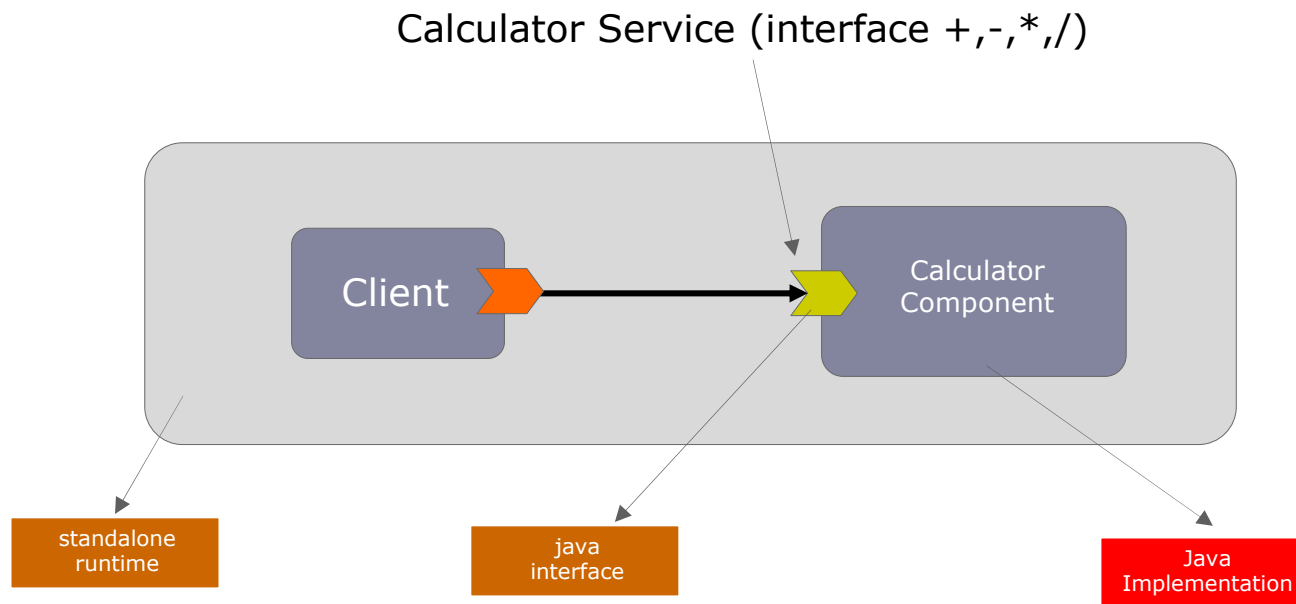 Calculator Service (interface +,-,*,/)
Client
Calculator
Component
standalone
runtime
java
interface
Java
Implementation